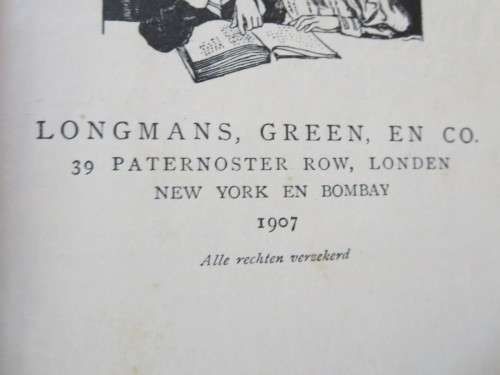 LONGMANS, GREEN, EN CO.
39 PATERNOSTER ROW, LONDEN
NEW YORK EN BOMBAY
1907
Alle rechten verzekerd